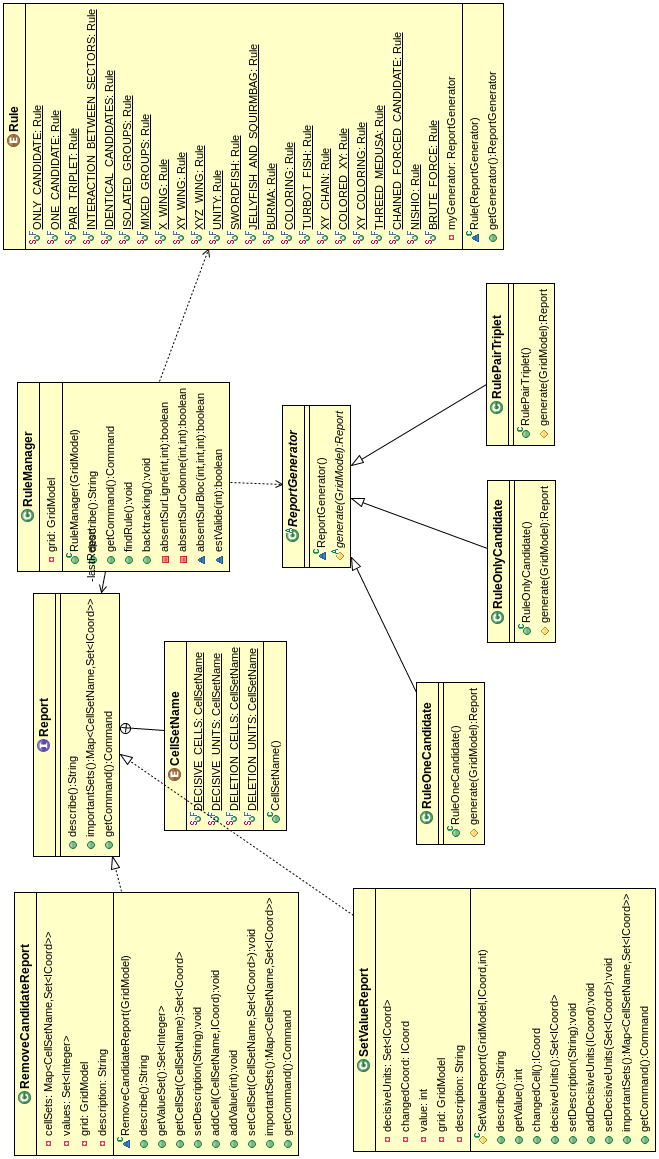 Rule
ONLY_CANDIDATE: Rule
ONE_CANDIDATE: Rule
PAIR_TRIPLET: Rule
INTERACTION_BETWEEN_SECTORS: Rule
IDENTICAL_CANDIDATES: Rule
ISOLATED_GROUPS: Rule
MIXED_GROUPS: Rule
X_WING: Rule
XY_WING: Rule
XYZ_WING: Rule
UNITY: Rule
SWORDFISH: Rule
JELLYFISH_AND_SQUIRMBAG: Rule
BURMA: Rule
COLORING: Rule
TURBOT_FISH: Rule
XY_CHAIN: Rule
COLORED_XY: Rule
XY_COLORING: Rule
THREED_MEDUSA: Rule
CHAINED_FORCED_CANDIDATE: Rule
NISHIO: Rule
BRUTE_FORCE: Rule
myGenerator: ReportGenerator
Rule(ReportGenerator)
getGenerator():ReportGenerator
RuleManager
grid: GridModel
RuleManager(GridModel)
describe():String
getCommand():Command
findRule():void
backtracking():void
absentSurLigne(int,int):boolean
absentSurColonne(int,int):boolean
absentSurBloc(int,int,int):boolean
estValide(int):boolean
-lastReport
ReportGenerator
ReportGenerator()
generate(GridModel):Report
RulePairTriplet
RulePairTriplet()
generate(GridModel):Report
RuleOnlyCandidate
RuleOnlyCandidate()
generate(GridModel):Report
RuleOneCandidate
RuleOneCandidate()
generate(GridModel):Report
Report
describe():String
importantSets():Map<CellSetName,Set<ICoord>>
getCommand():Command
CellSetName
DECISIVE_CELLS: CellSetName
DECISIVE_UNITS: CellSetName
DELETION_CELLS: CellSetName
DELETION_UNITS: CellSetName
CellSetName()
RemoveCandidateReport
cellSets: Map<CellSetName,Set<ICoord>>
values: Set<Integer>
grid: GridModel
description: String
RemoveCandidateReport(GridModel)
describe():String
getValueSet():Set<Integer>
getCellSet(CellSetName):Set<ICoord>
setDescription(String):void
addCell(CellSetName,ICoord):void
addValue(int):void
setCellSet(CellSetName,Set<ICoord>):void
importantSets():Map<CellSetName,Set<ICoord>>
getCommand():Command
SetValueReport
decisiveUnits: Set<ICoord>
changedCoord: ICoord
value: int
grid: GridModel
description: String
SetValueReport(GridModel,ICoord,int)
describe():String
getValue():int
changedCell():ICoord
decisiveUnits():Set<ICoord>
setDescription(String):void
addDecisiveUnits(ICoord):void
setDecisiveUnits(Set<ICoord>):void
importantSets():Map<CellSetName,Set<ICoord>>
getCommand():Command